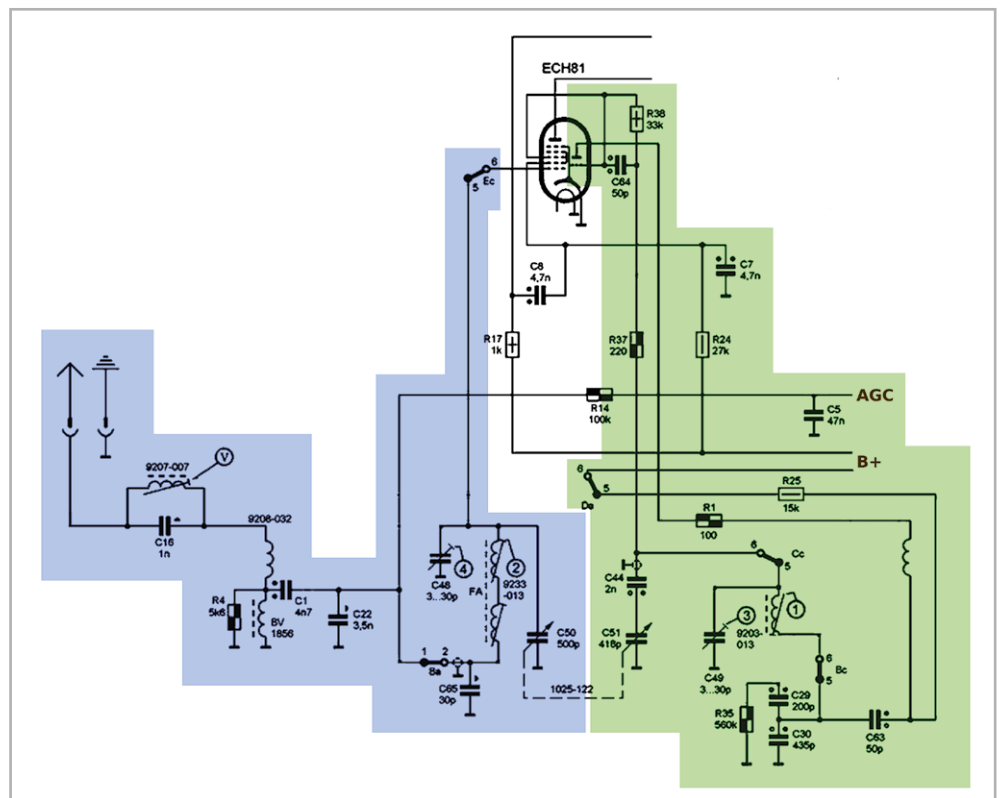 ECH81
R38
33k
6
Ec
5
C64
50p
C8
4,7n
C7
4,7n
R17
1k
R37
220
R24
27k
R14
100k
AGC
C5
47n
B+
6
5
R25
15k
9207-007
V
C16
1n
9206-032
R1
100
6
Cc
5
4
3...30p
FA
2
9233
-013
C44
2n
R4
5k6
C1
4n7
BV
1856
C22
3,5n
C50
500p
C51
418p
3
1
9203-
013
C49
3...30p
1
2
Ba
C65
30p
1025-122
6
Bc
5
R35
560k
C29
200p
C30
435p
C63
50p